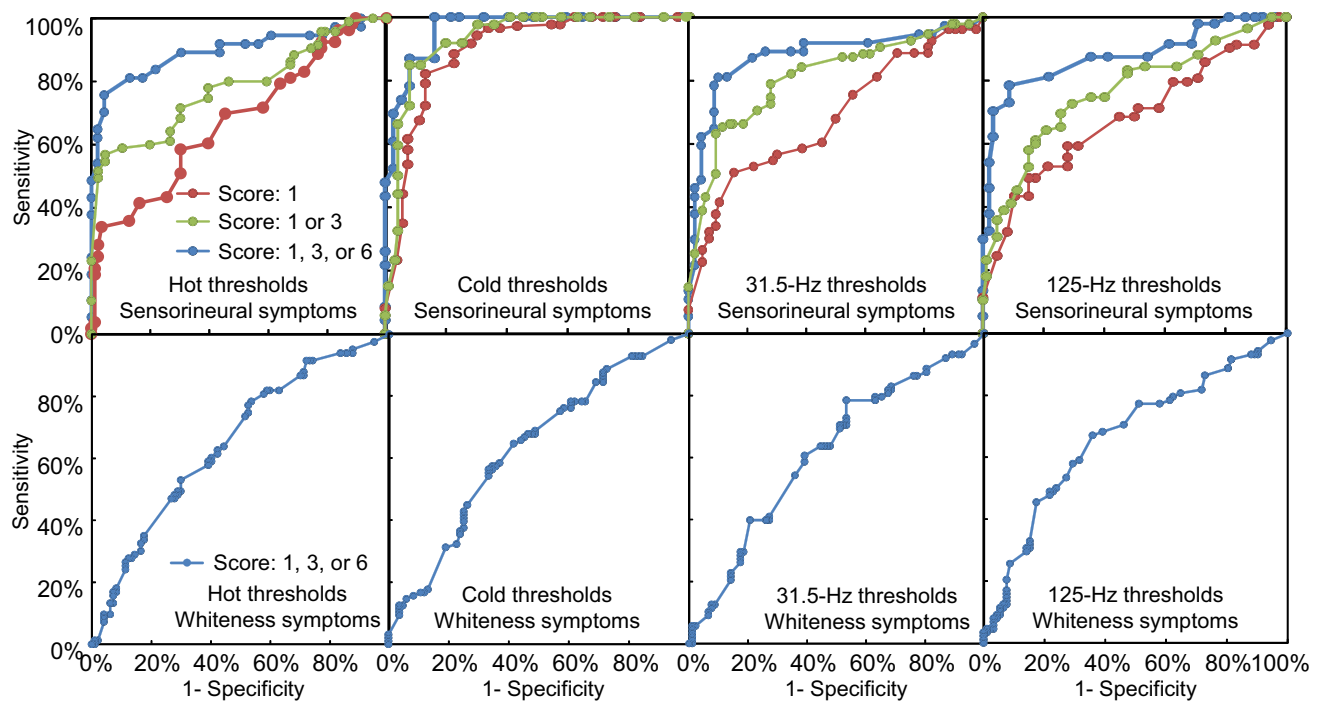 100%
80%
60%
40%
20%
0%
Sensitivity
Score: 1
Score: 1 or 3
Score: 1, 3, or 6
Hot thresholds
Sensorineural symptoms
Cold thresholds
Sensorineural symptoms
31.5-Hz thresholds
Sensorineural symptoms
125-Hz thresholds
Sensorineural symptoms
80%
60%
40%
20%
0%
Sensitivity
Score: 1, 3, or 6
Hot thresholds
Whiteness symptoms
Cold thresholds
Whiteness symptoms
31.5-Hz thresholds
Whiteness symptoms
125-Hz thresholds
Whiteness symptoms
0% 20% 40% 60% 80% 0% 20% 40% 60% 80% 0% 20% 40% 60% 80% 0% 20% 40% 60% 80%100%
1- Specificity 1- Specificity 1- Specificity 1- Specificity